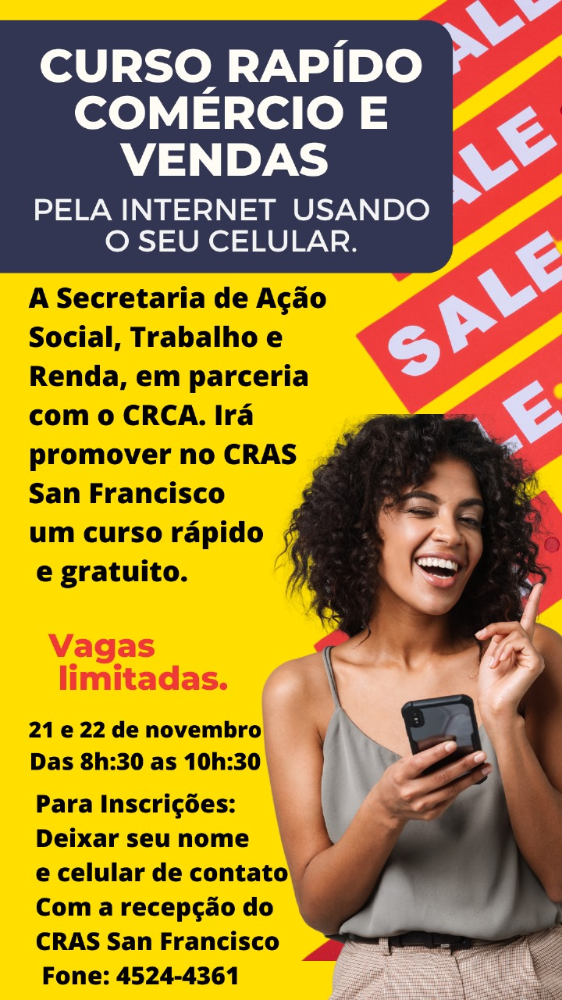 CURSO RAPÍDO
COMÉRCIO E
VENDAS
PELA INTERNET USANDO
O SEU CELULAR.
A Secretaria de Ação
Social, Trabalho e
Renda, em parceria
com o CRCA. Irá
promover no CRAS
San Francisco
um curso rápido
e gratuito.
Vagas
limitadas.
21 e 22 de novembro
Das 8h:30 as 10h:30
Para Inscrições:
Deixar seu nome
e celular de contato
Com a recepção do
CRAS San Francisco
Fone: 4524-4361
ALE
ALE
SALE
LE